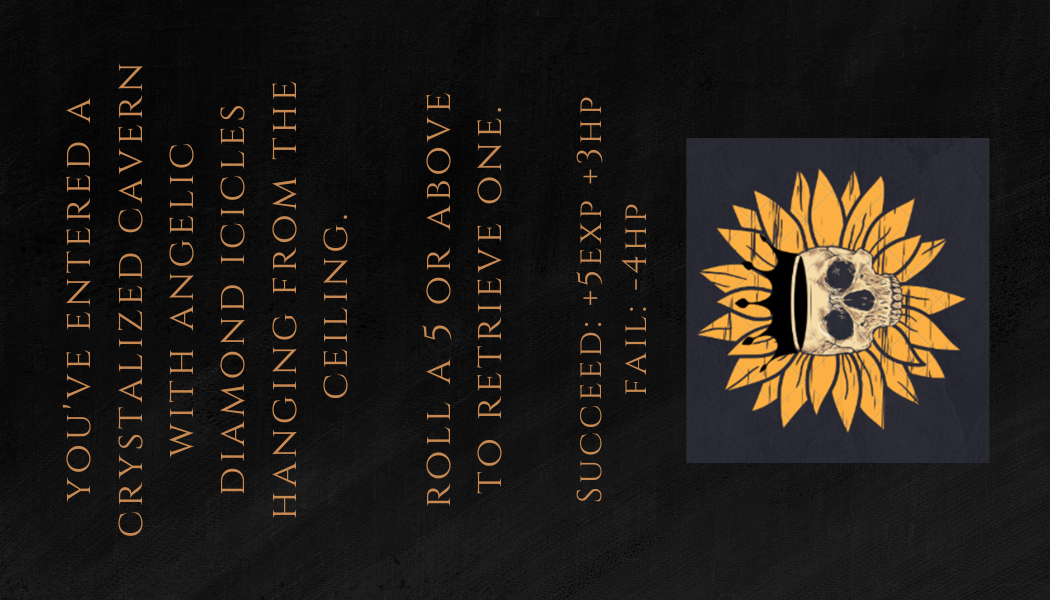 YOU'VE ENTERED A
CRYSTALIZED CAVERN
WITH ANGELIC
DIAMOND ICICLES
HANGING FROM THE
CEILING.
ROLL A 5 OR ABOVE
TO RETRIEVE ONE.
SUCCEED: +5EXP +3HP
FAIL: -4HP